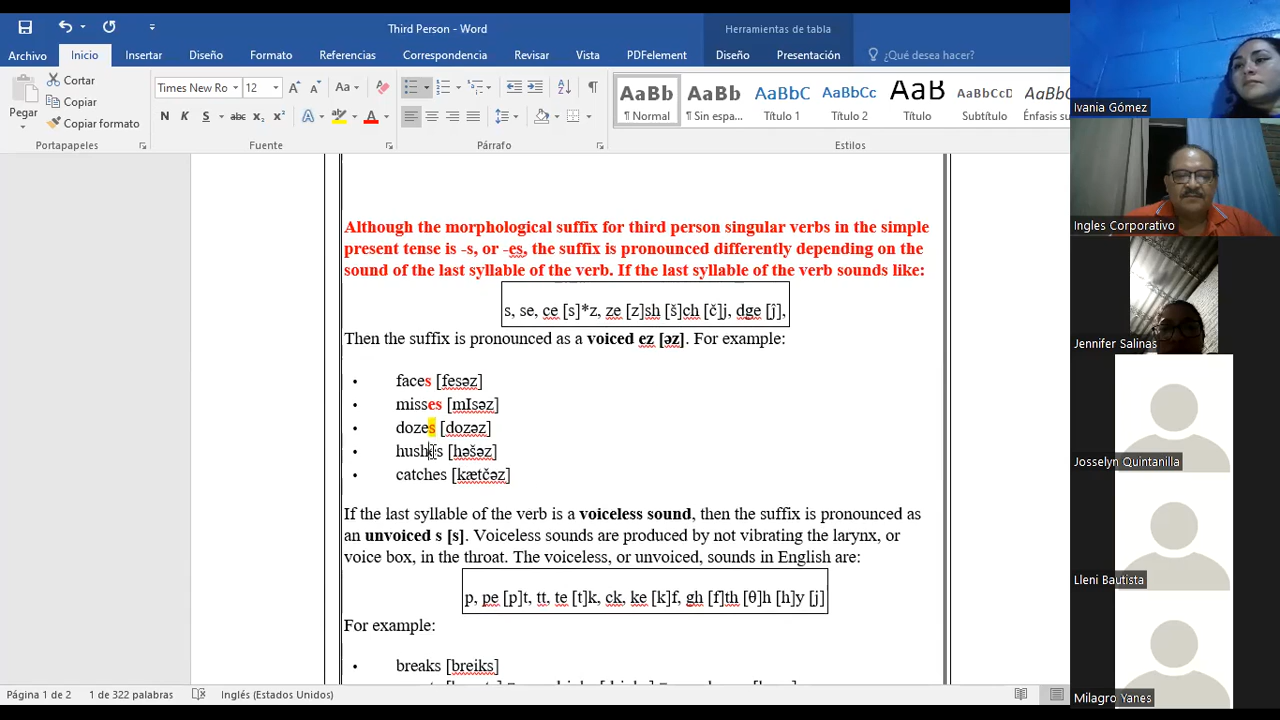 Third Person - Word
Herramientas de tabla
Archivo Inicio Insertar Diseño Formato Referencias Correspondencia Revisar Vista PDFelement Diseño Presentación ¿Qué desea hacer?
Pegar
Cortar
Copiar
Copiar formato
Portapapeles
Times New Ro 12
Aa
N K S abc x₂ x²
Fuente
Párrafo
AaBb
¶ Normal
AaBb
¶ Sin espa...
AaBbC
Título 1
AaBbCc
Título 2
AaB
Título
AaBbCcD
Subtítulo
AaBbCc
Énfasis su
Estilos
Although the morphological suffix for third person singular verbs in the simple
present tense is -s, or -es, the suffix is pronounced differently depending on the
sound of the last syllable of the verb. If the last syllable of the verb sounds like:
s, se, ce [s]*z, ze [z]sh [š]ch [č]j, dge [ĵ],
Then the suffix is pronounced as a voiced ez [əz]. For example:
• faces [fesəz]
• misses [mIsəz]
• dozes [dozəz]
• hushes [həšəz]
• catches [kætčəz]
If the last syllable of the verb is a voiceless sound, then the suffix is pronounced as
an unvoiced s [s]. Voiceless sounds are produced by not vibrating the larynx, or
voice box, in the throat. The voiceless, or unvoiced, sounds in English are:
p, pe [p]t, tt, te [t]k, ck, ke [k]f, gh [f]th [θ]h [h]y [j]
For example:
• breaks [breiks]
Página 1 de 2 1 de 322 palabras Inglés (Estados Unidos)
Ivania Gómez
Ingles Corporativo
Jennifer Salinas
Josselyn Quintanilla
Lleni Bautista
Milagro Yanes